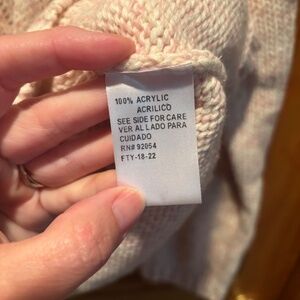 100% ACRYLIC
ACRILICO
SEE SIDE FOR CARE
VER AL LADO PARA
CUIDADO
RN# 92054
FTY-18-22